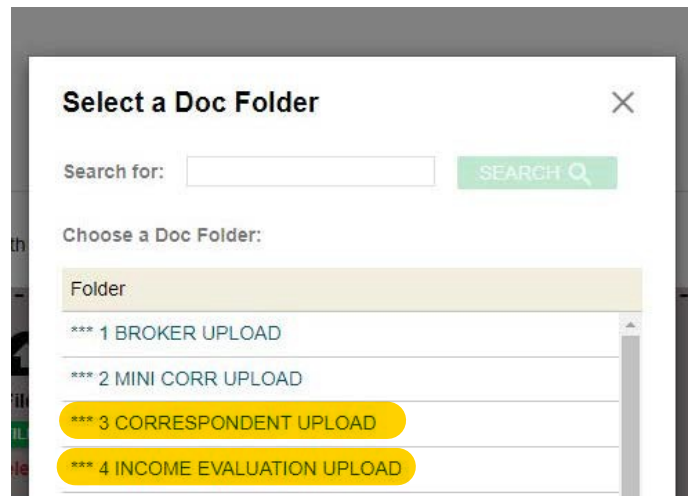 Select a Doc Folder
Search for:
SEARCH
Choose a Doc Folder:
th
Folder
*** 1 BROKER UPLOAD
*** 2 MINI CORR UPLOAD
*** 3 CORRESPONDENT UPLOAD
*** 4 INCOME EVALUATION UPLOAD